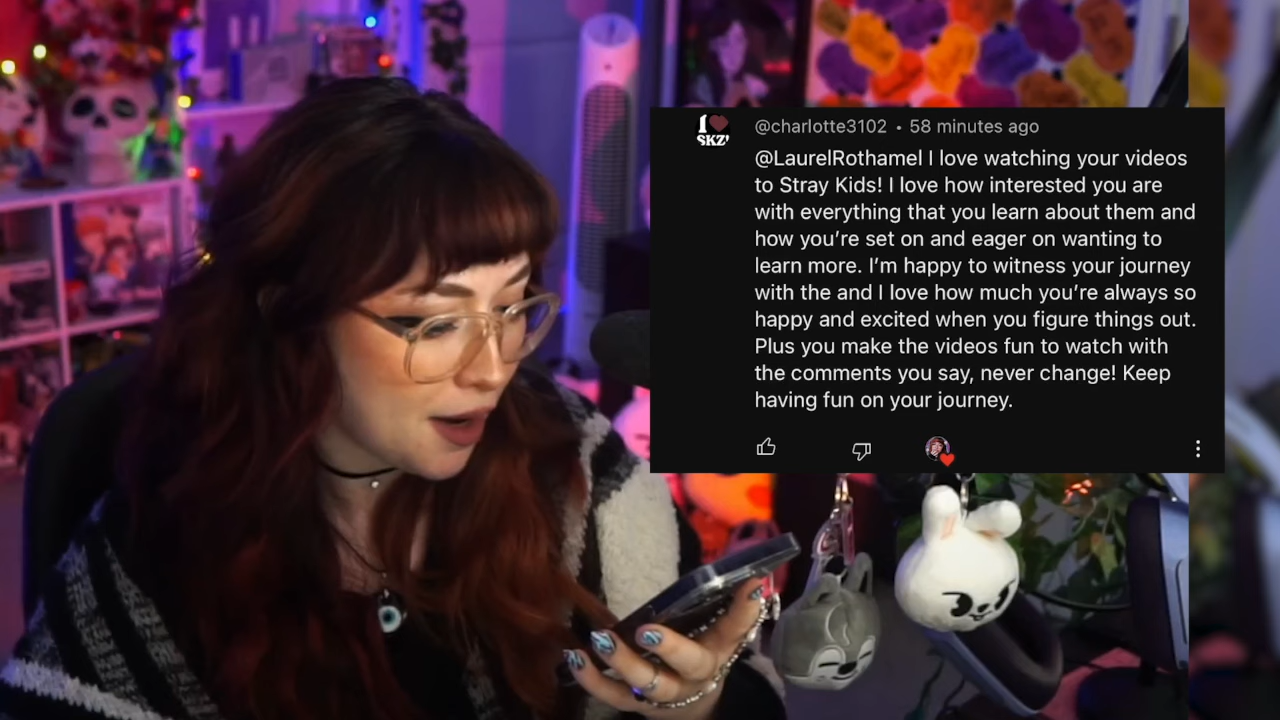 I
SKZ!
@charlotte3102 • 58 minutes ago
@LaurelRothamel I love watching your videos
to Stray Kids! I love how interested you are
with everything that you learn about them and
how you’re set on and eager on wanting to
learn more. I’m happy to witness your journey
with the and I love how much you’re always so
happy and excited when you figure things out.
Plus you make the videos fun to watch with
the comments you say, never change! Keep
having fun on your journey.